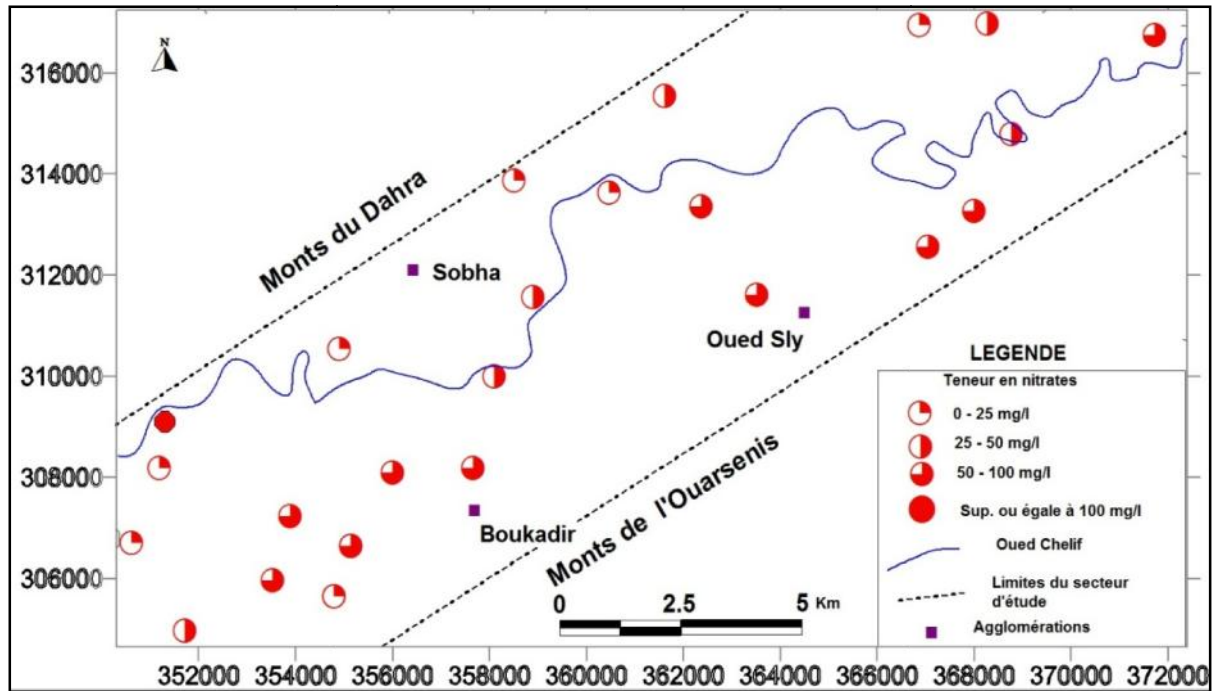 N
316000
314000
312000
310000
308000
306000
Monts du Dahra
Sobha
Oued Sly
Boukadir
Monts de l'Ouarsenis
LEGENDE
Teneur en nitrates
0 - 25 mg/l
25 - 50 mg/l
50 - 100 mg/l
Sup. ou égale à 100 mg/l
Oued Chelif
Limites du secteur
d'étude
Agglomérations
0 2.5 5 Km
352000 354000 356000 358000 360000 362000 364000 366000 368000 370000 372000